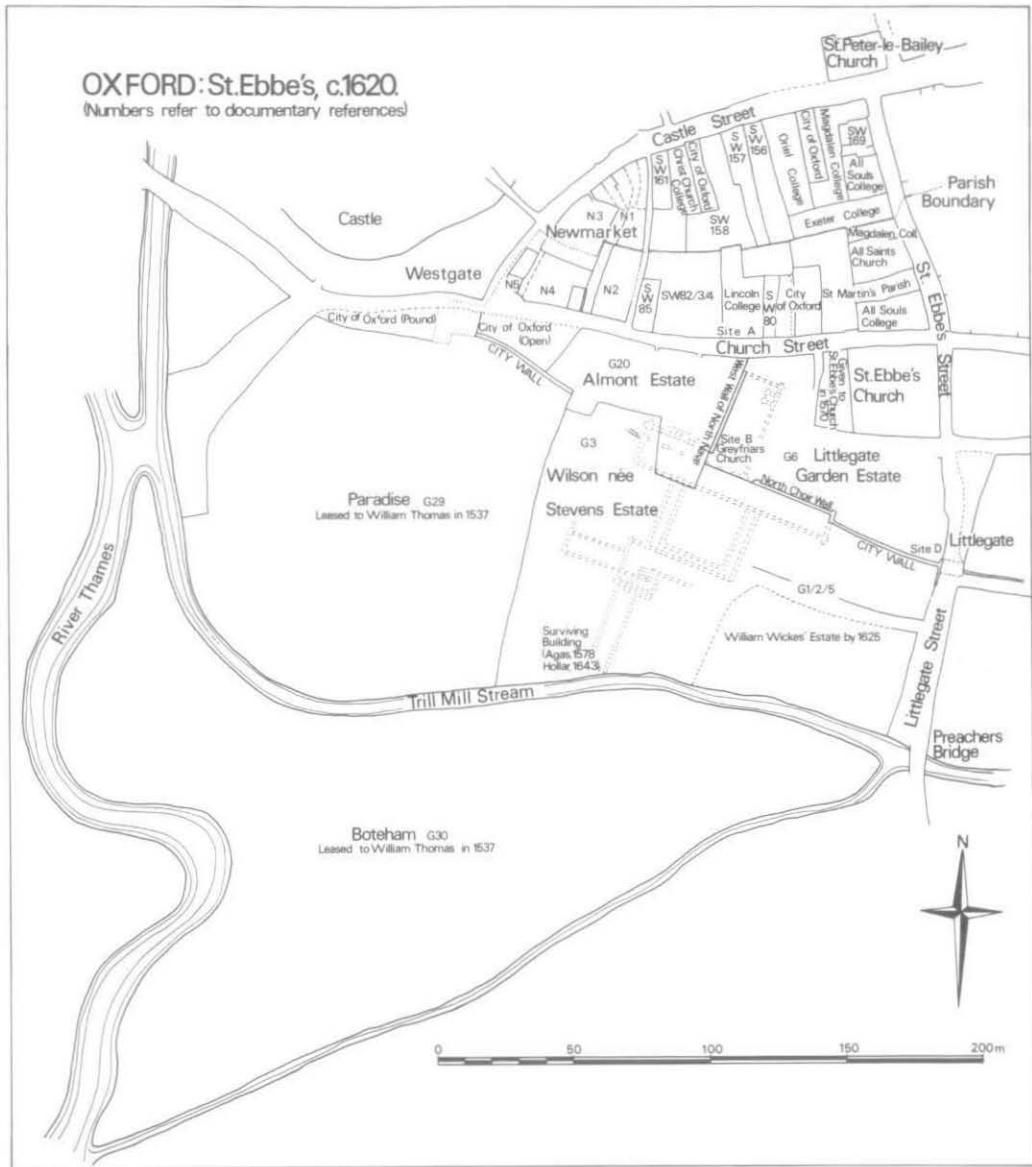 OXFORD: St.Ebbe's, c.1620.
(Numbers refer to documentary references)
St.Peter-le-Bailey
Church
Castle Street
SW
161
Christ Church
College
City of Oxford
SW
158
SW
157
SW
156
Oriel College
City of Oxford
Magdalen College
SW
169
All
Souls
College
Parish
Boundary
Exeter College
Magdalen Coll.
All Saints
Church
St Martin's Parish
All Souls
College
St. Ebbe's Street
Castle
Westgate
N3
N1
Newmarket
N5
N4
N2
SW
85
SW82/3/4
Lincoln
College
SW
80
City
of Oxford
City of Oxford (Pound)
City of Oxford
(Open)
CITY WALL
Site A
Church Street
G20
Almont Estate
West Wall of North Nave
Given to
St.Ebbe's Church
in 1570
St.Ebbe's
Church
G3
Wilson née
Stevens Estate
Site B
Greyfriars
Church
G6 Littlegate
Garden Estate
North Choir Wall
CITY WALL
Site D
Littlegate
Paradise G29
Leased to William Thomas in 1537
G1/2/5
William Wickes' Estate by 1625
Surviving
Building
(Agas, 1578
Hollar, 1643)
River Thames
Trill Mill Stream
Littlegate Street
Preachers
Bridge
Boteham G30
Leased to William Thomas in 1537
N
0 50 100 150 200m